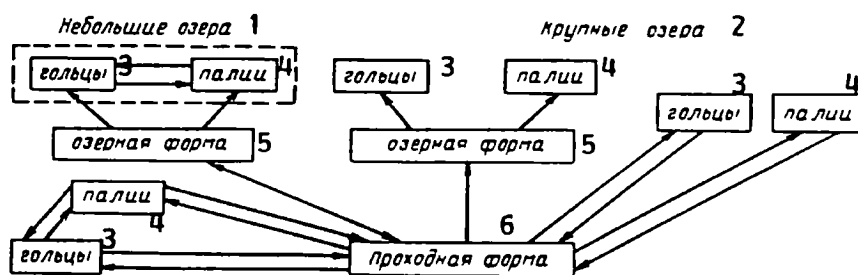 Небольшие озера 1
Крупные озера 2
гольцы 3
палии 4
гольцы 3
палии 4
гольцы 3
палии 4
озерная форма 5
озерная форма 5
палии 4
гольцы 3
проходная форма 6